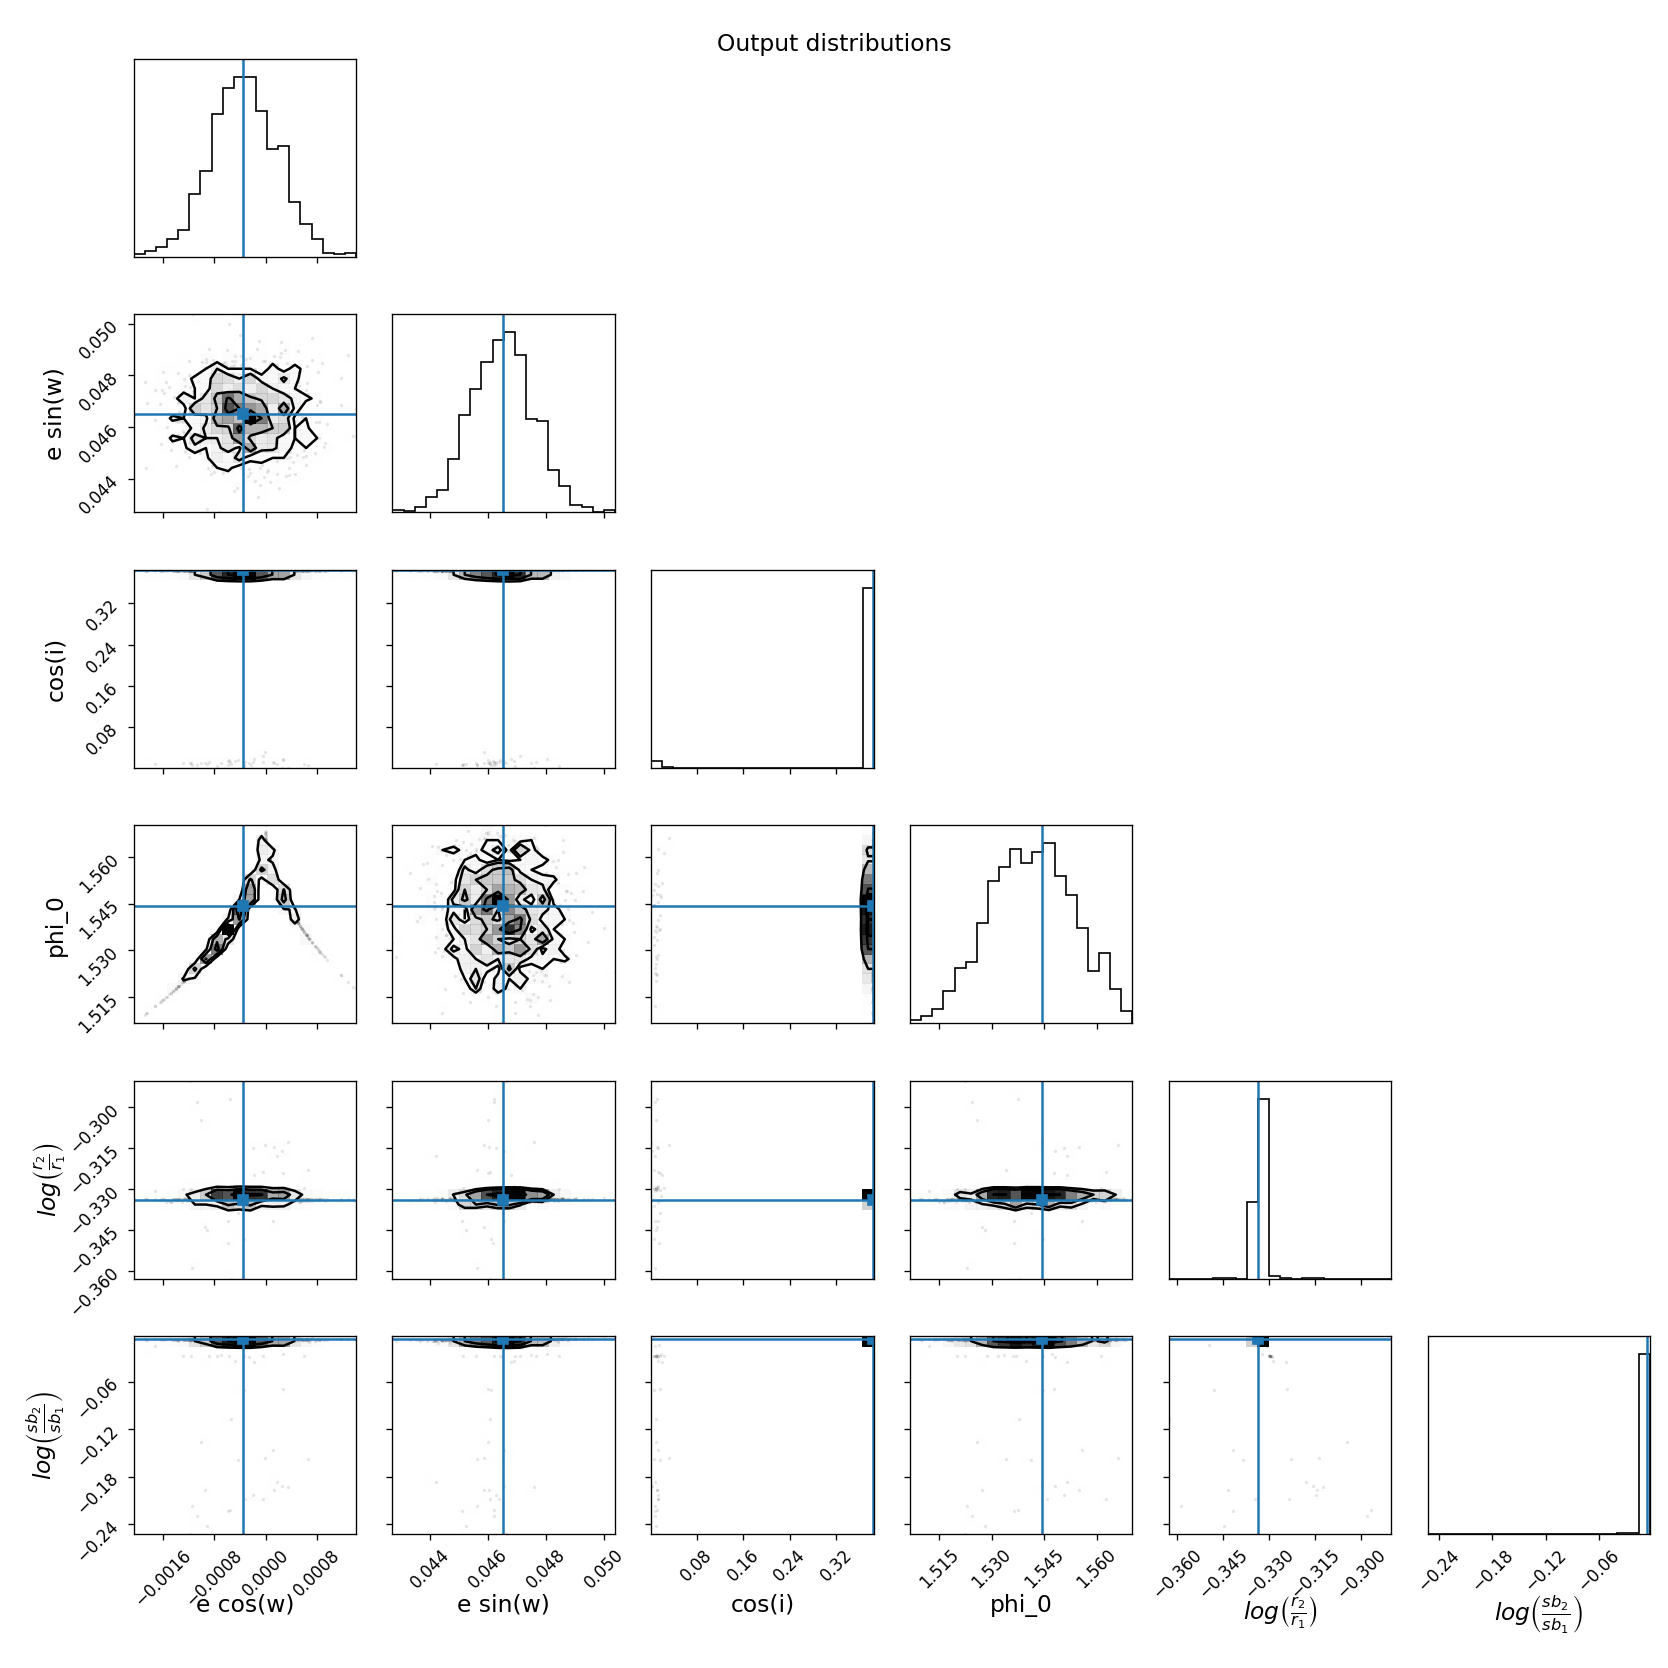 Output distributions
0.050
0.048
0.046
0.044
e sin(w)
0.32
0.24
0.16
0.08
cos(i)
1.560
1.545
1.530
1.515
phi_0
−0.300
−0.315
−0.330
−0.345
−0.360
log(r₂/r₁)
−0.06
−0.12
−0.18
−0.24
log(sb₂/sb₁)
−0.0016 −0.0008 0.0000 0.0008
0.044 0.046 0.048 0.050
0.08 0.16 0.24 0.32
1.515 1.530 1.545 1.560
−0.360 −0.345 −0.330 −0.315 −0.300
−0.24 −0.18 −0.12 −0.06
e cos(w) e sin(w) cos(i) phi_0 log(r₂/r₁) log(sb₂/sb₁)